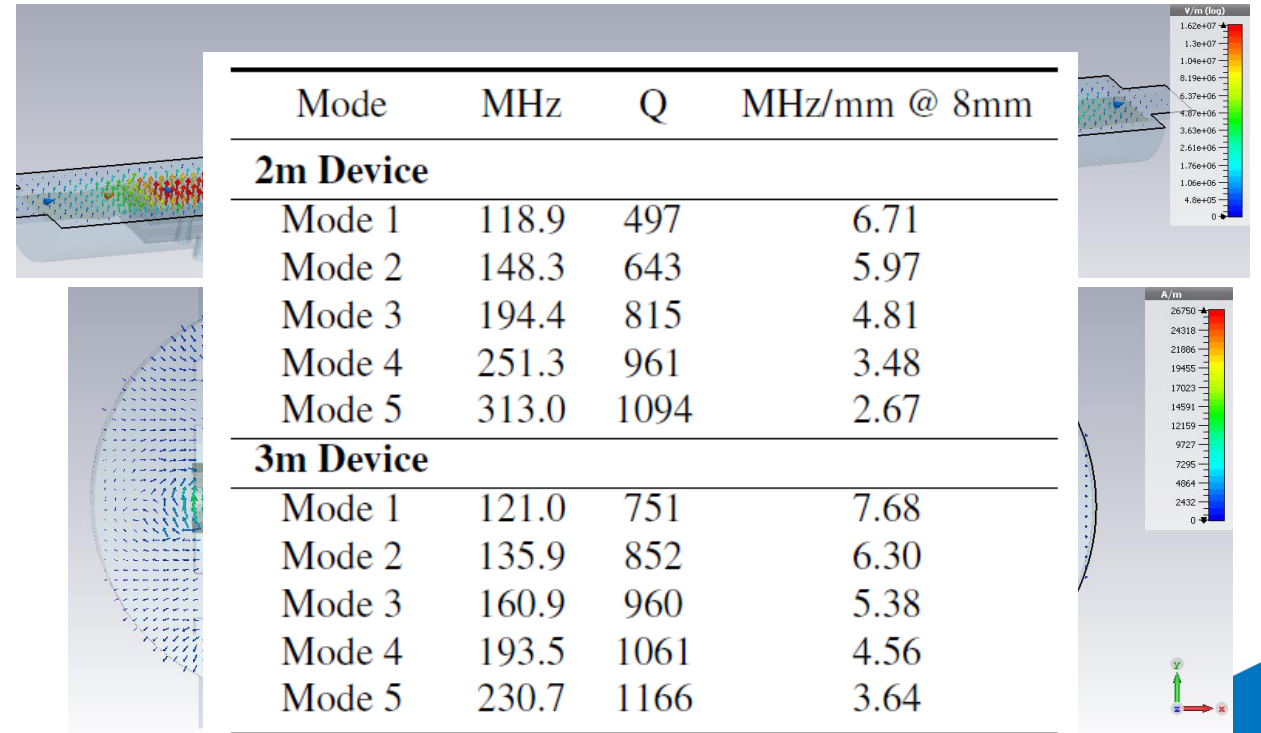 V/m (log)
1.62e+07
1.3e+07
1.04e+07
8.19e+06
6.37e+06
4.87e+06
3.63e+06
2.61e+06
1.76e+06
1.06e+06
4.8e+05
0
Mode MHz Q MHz/mm @ 8mm
2m Device
Mode 1 118.9 497 6.71
Mode 2 148.3 643 5.97
Mode 3 194.4 815 4.81
Mode 4 251.3 961 3.48
Mode 5 313.0 1094 2.67
3m Device
Mode 1 121.0 751 7.68
Mode 2 135.9 852 6.30
Mode 3 160.9 960 5.38
Mode 4 193.5 1061 4.56
Mode 5 230.7 1166 3.64
A/m
26750
24318
21886
19455
17023
14591
12159
9727
7295
4864
2432
0
y
z x